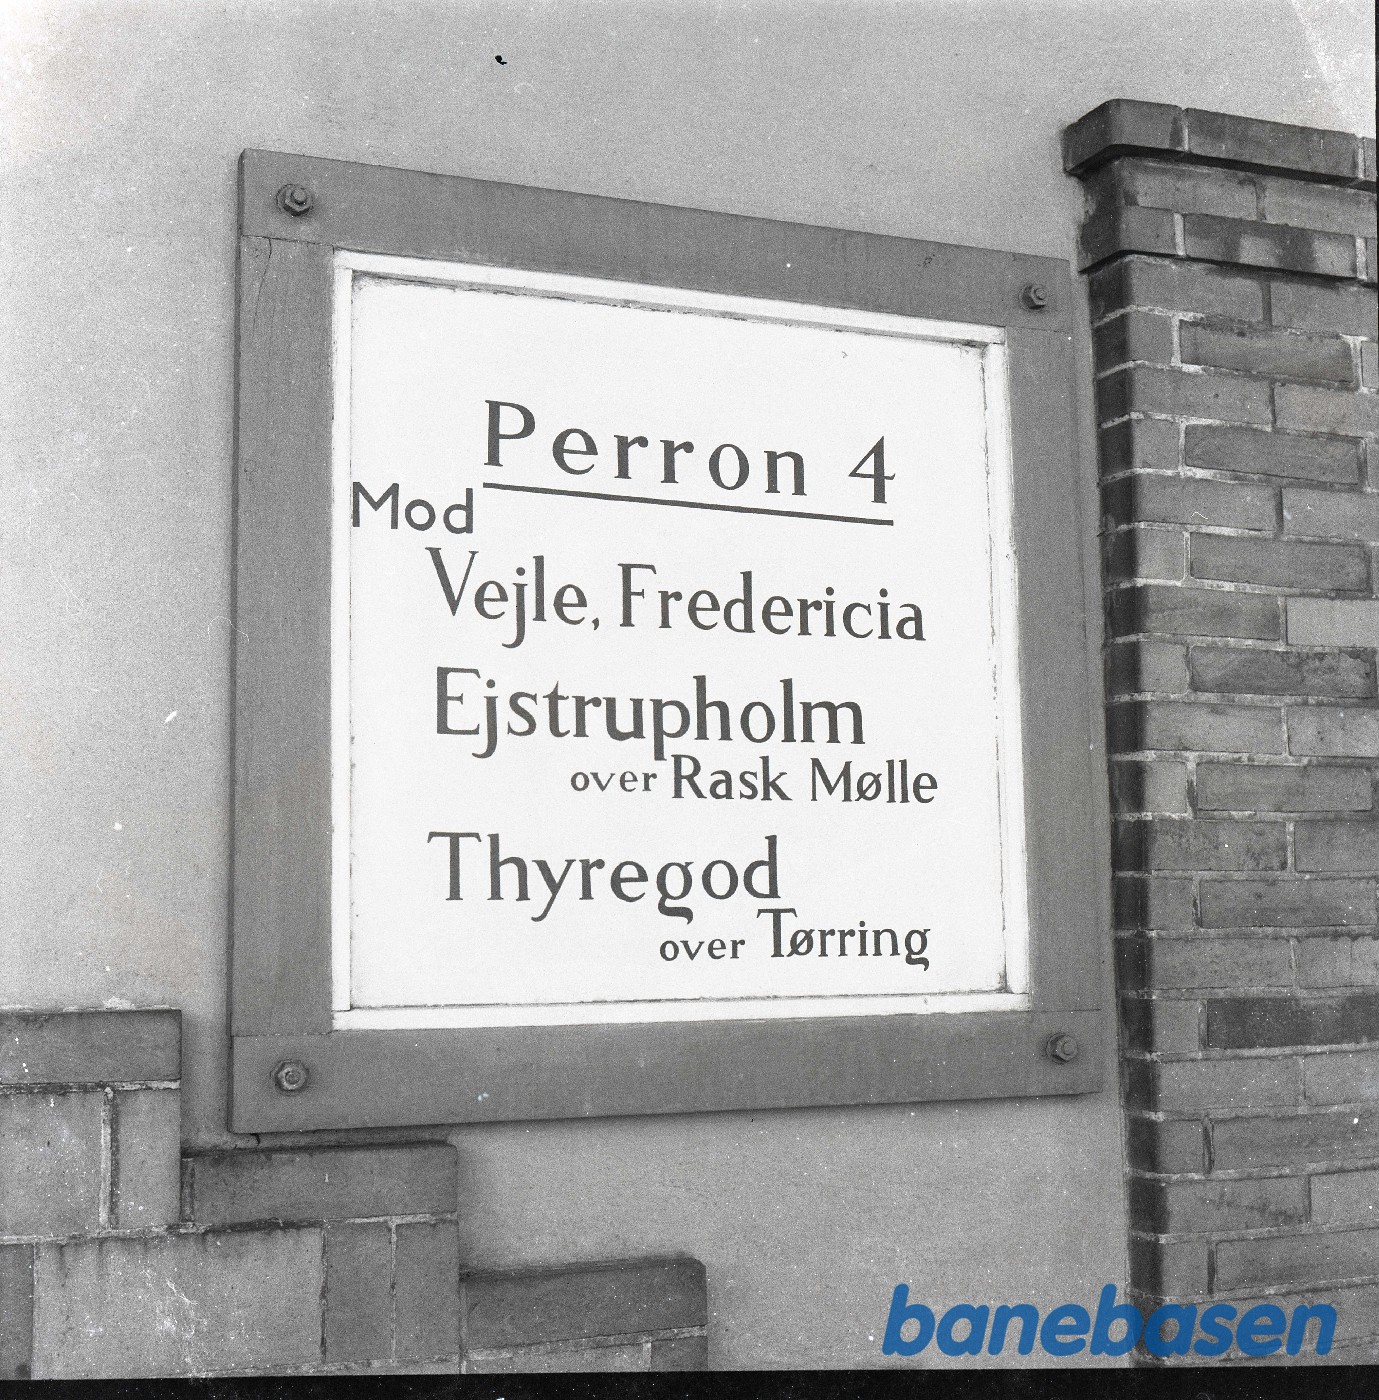 Perron 4
Mod
Vejle, Fredericia
Ejstrupholm
over Rask Mølle
Thyregod
over Tørring
banebasen